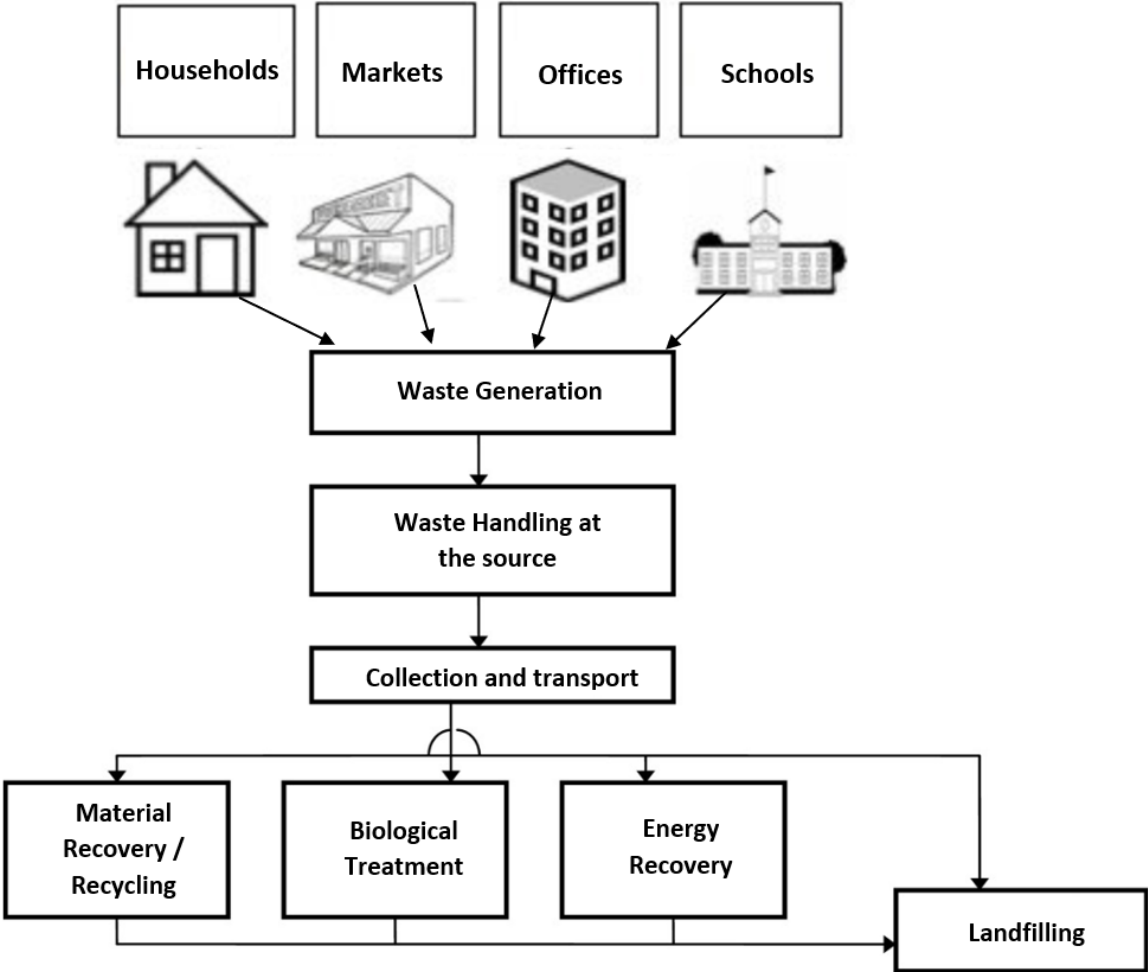 Households
Markets
Offices
Schools
Waste Generation
Waste Handling at
the source
Collection and transport
Material
Recovery /
Recycling
Biological
Treatment
Energy
Recovery
Landfilling